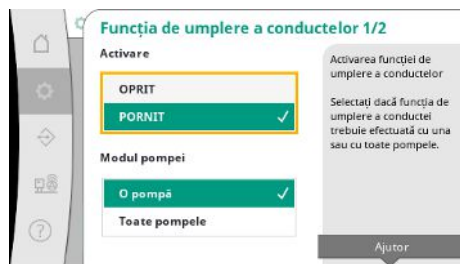 Funcția de umplere a conductelor 1/2
Activare
OPRIT
PORNIT
Modul pompei
O pompă
Toate pompele
Activarea funcției de
umplere a conductelor
Selectați dacă funcția de
umplere a conductei
trebuie efectuată cu una
sau cu toate pompele.
Ajutor